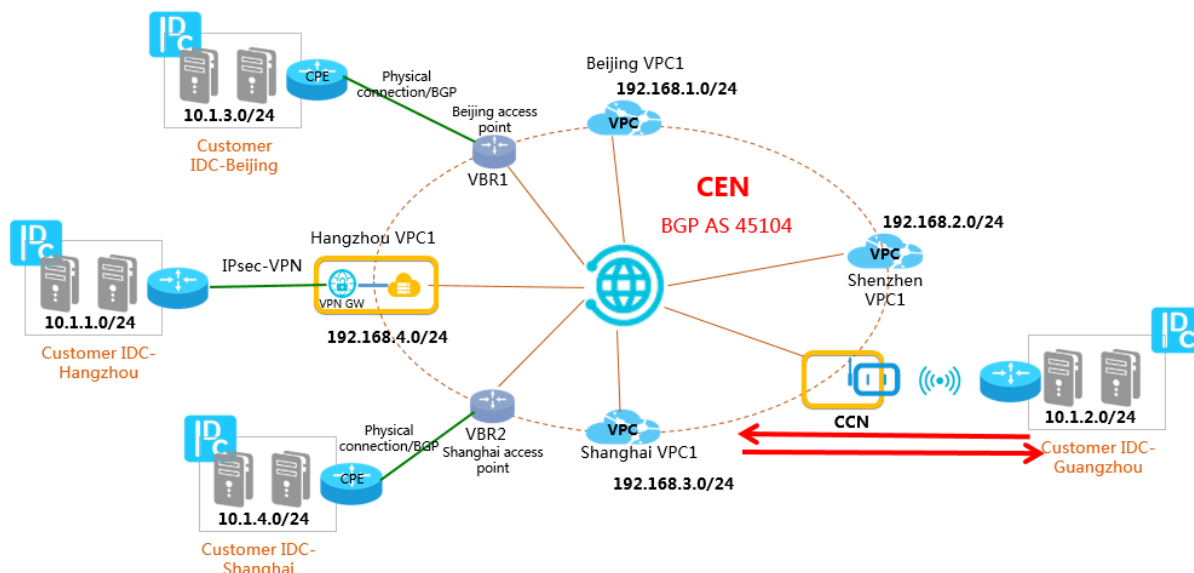 IDC
CPE
10.1.3.0/24
Customer
IDC-Beijing
Physical
connection/BGP
Beijing access
point
VBR1
Beijing VPC1
192.168.1.0/24
VPC
CEN
BGP AS 45104
192.168.2.0/24
VPC
Shenzhen
VPC1
IDC
10.1.1.0/24
Customer IDC-
Hangzhou
IPsec-VPN
Hangzhou VPC1
VPN GW
192.168.4.0/24
IDC
10.1.2.0/24
Customer IDC-
Guangzhou
CCN
IDC
CPE
10.1.4.0/24
Customer IDC-
Shanghai
Physical
connection/BGP
VBR2
Shanghai access
point
VPC
Shanghai VPC1
192.168.3.0/24